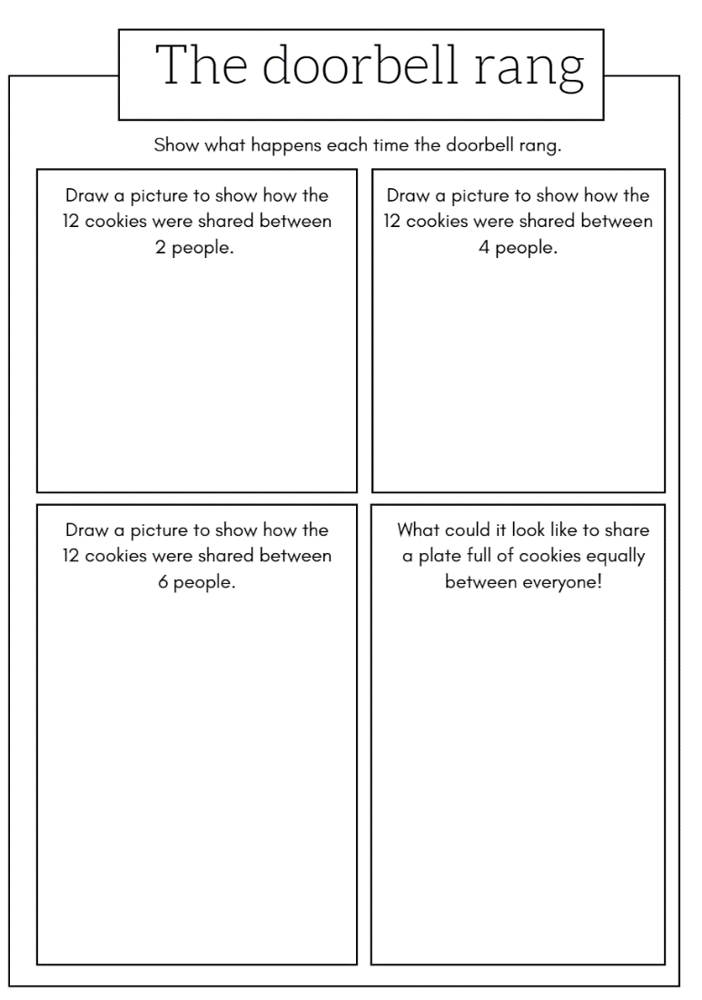 The doorbell rang
Show what happens each time the doorbell rang.
Draw a picture to show how the
12 cookies were shared between
2 people.
Draw a picture to show how the
12 cookies were shared between
4 people.
Draw a picture to show how the
12 cookies were shared between
6 people.
What could it look like to share
a plate full of cookies equally
between everyone!